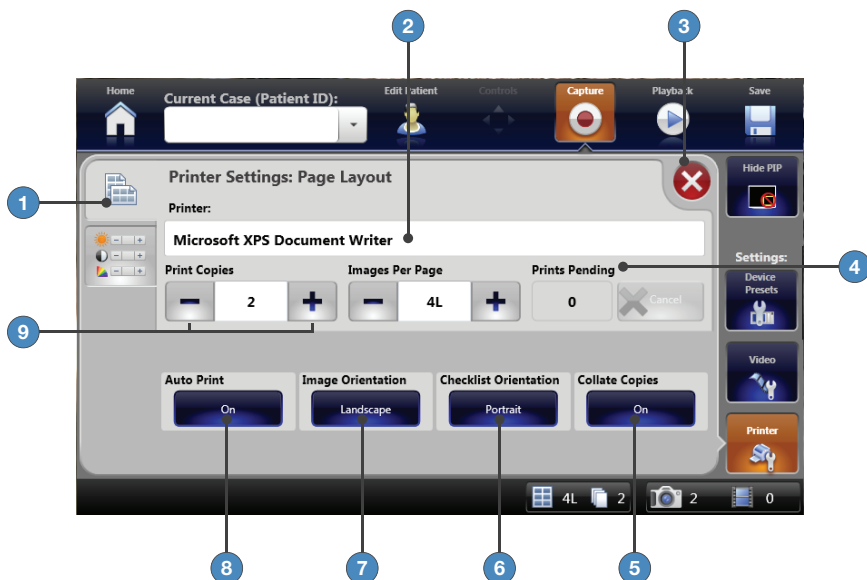 2
3
Home
Current Case (Patient ID):
Edit Patient
Controls
Capture
Playback
Save
Hide PIP
1
Printer Settings: Page Layout
Printer:
Microsoft XPS Document Writer
Settings:
4
Print Copies
Images Per Page
Prints Pending
Device
Presets
2
4L
0
Cancel
9
Video
Auto Print
Image Orientation
Checklist Orientation
Collate Copies
On
Landscape
Portrait
On
Printer
4L
2
2
0
8
7
6
5